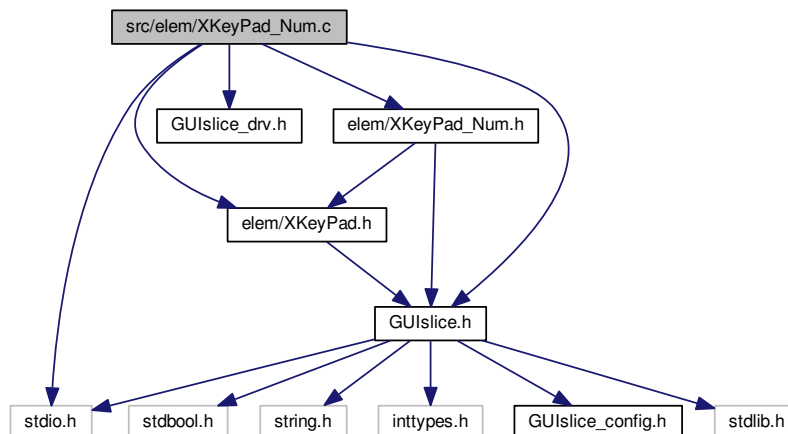 src/elem/XKeyPad_Num.c
GUIslice_drv.h
elem/XKeyPad_Num.h
elem/XKeyPad.h
GUIslice.h
stdio.h
stdbool.h
string.h
inttypes.h
GUIslice_config.h
stdlib.h